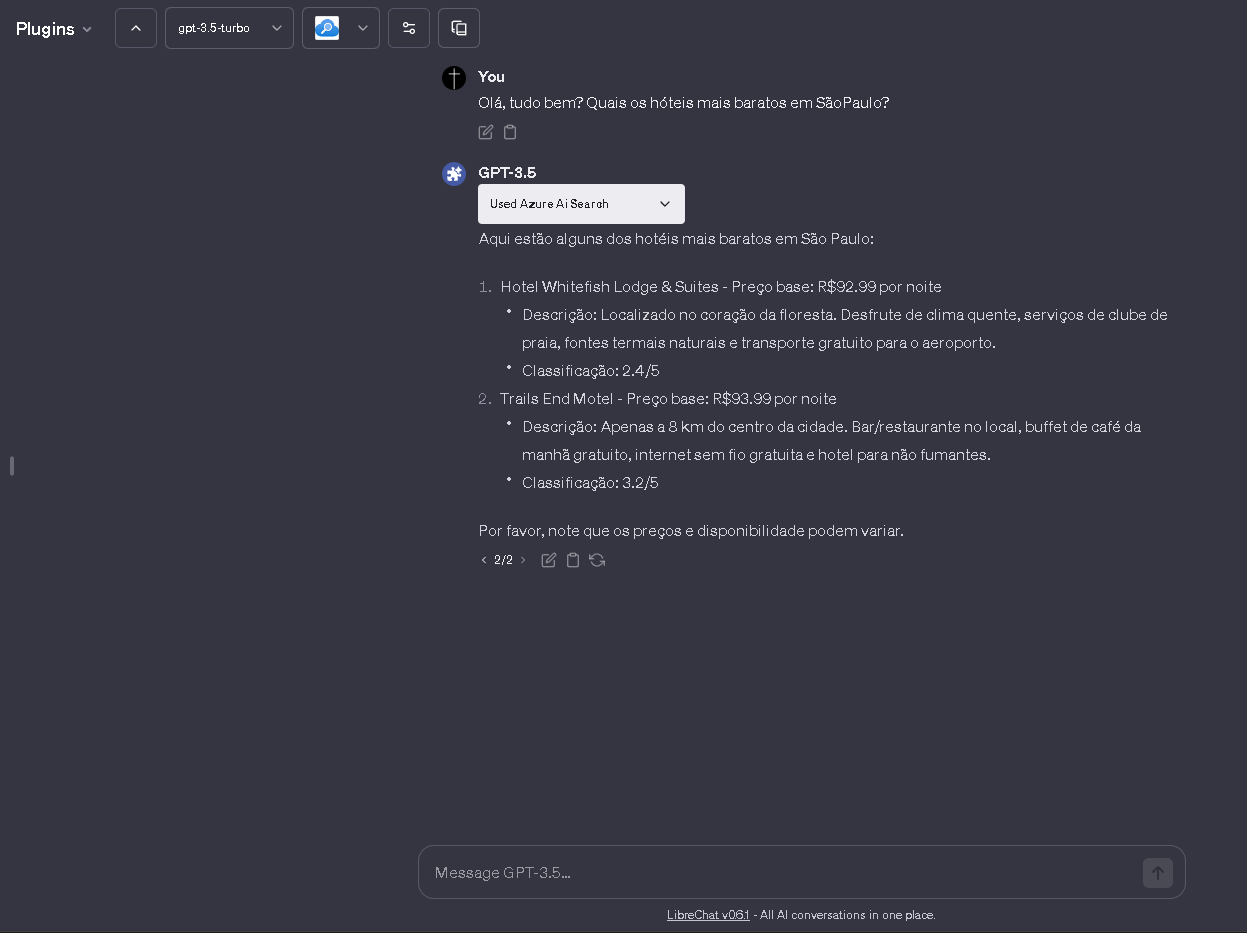 Plugins
gpt-3.5-turbo
You
Olá, tudo bem? Quais os hóteis mais baratos em São Paulo?
GPT-3.5
Used Azure Ai Search
Aqui estão alguns dos hotéis mais baratos em São Paulo:
1. Hotel Whitefish Lodge & Suites - Preço base: R$92.99 por noite
• Descrição: Localizado no coração da floresta. Desfrute de clima quente, serviços de clube de
praia, fontes termais naturais e transporte gratuito para o aeroporto.
• Classificação: 2.4/5
2. Trails End Motel - Preço base: R$93.99 por noite
• Descrição: Apenas a 8 km do centro da cidade. Bar/restaurante no local, buffet de café da
manhã gratuito, internet sem fio gratuita e hotel para não fumantes.
• Classificação: 3.2/5
Por favor, note que os preços e disponibilidade podem variar.
< 2/2 >
Message GPT-3.5...
LibreChat v0.6.1 - All AI conversations in one place.